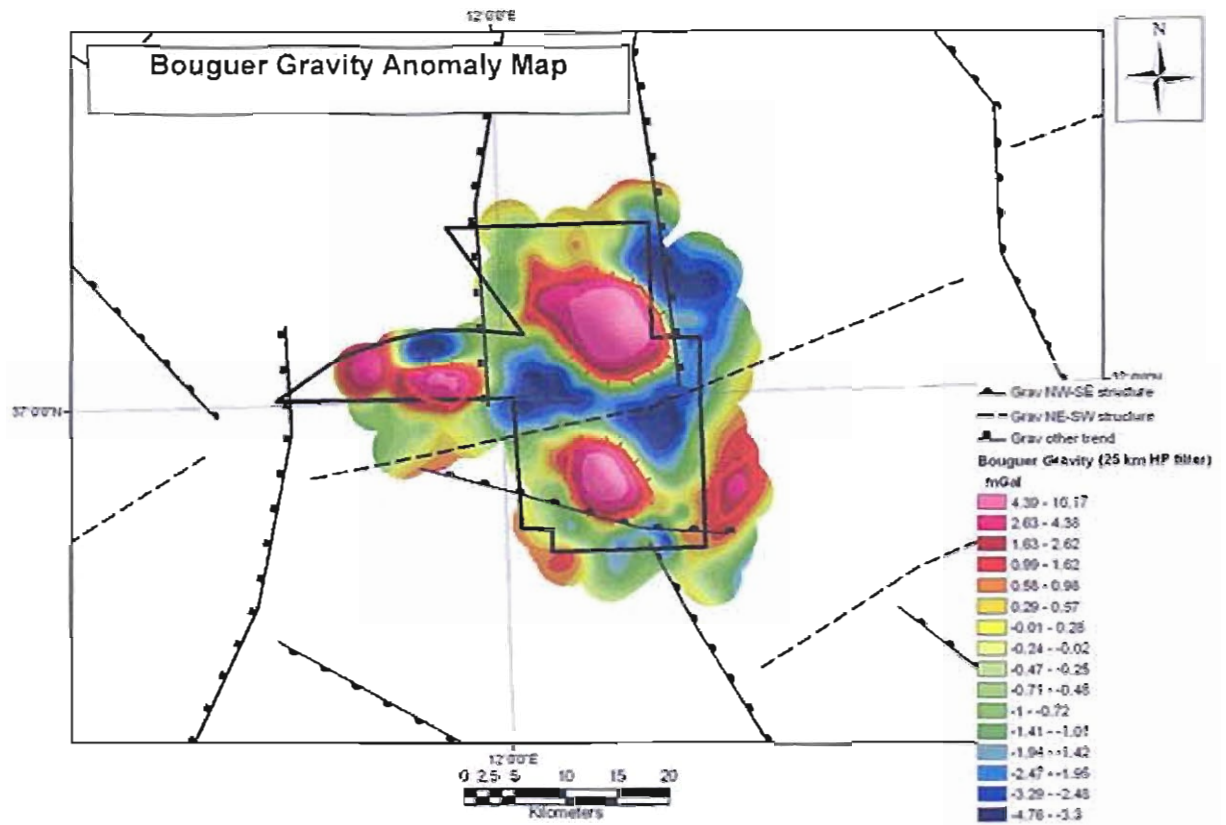 12°0'0"E
N
Bouguer Gravity Anomaly Map
37°0'0"N
Grav NW-SE structure
Grav NE-SW structure
Grav other trend
Bouguer Gravity (25 km HP filter)
mGal
4.39 - 10.17
2.63 - 4.38
1.63 - 2.62
0.99 - 1.62
0.58 - 0.98
0.29 - 0.57
-0.01 - 0.28
-0.24 - -0.02
-0.47 - -0.25
-0.71 - -0.48
-1 - -0.72
-1.41 - -1.01
-1.94 - -1.42
-2.47 - -1.95
-3.29 - -2.48
-4.76 - -3.3
12°0'0"E
0 2.5 5 10 15 20
Kilometers